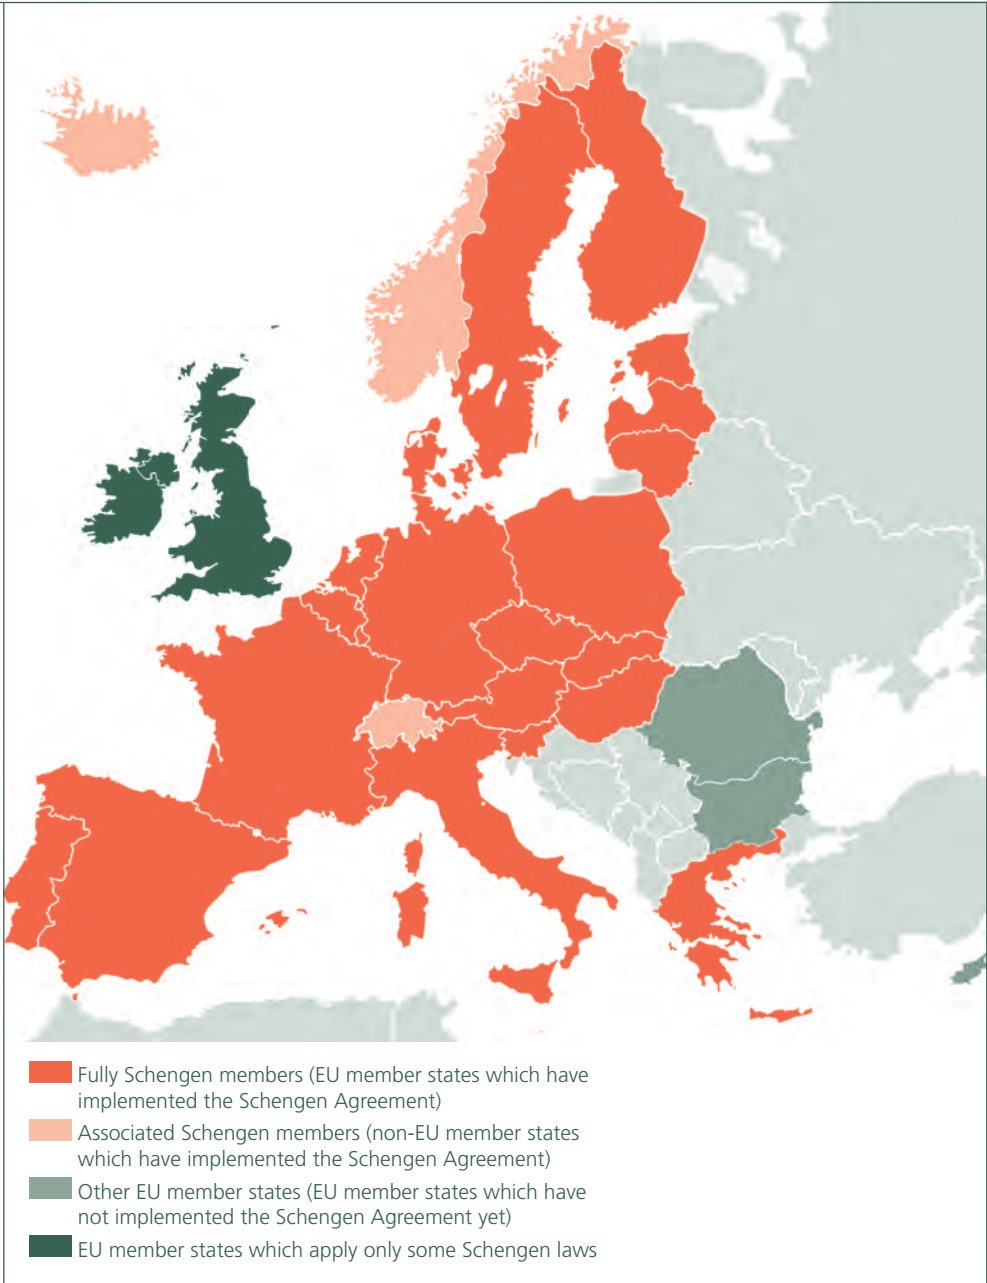 Fully Schengen members (EU member states which have
implemented the Schengen Agreement)
Associated Schengen members (non-EU member states
which have implemented the Schengen Agreement)
Other EU member states (EU member states which have
not implemented the Schengen Agreement yet)
EU member states which apply only some Schengen laws